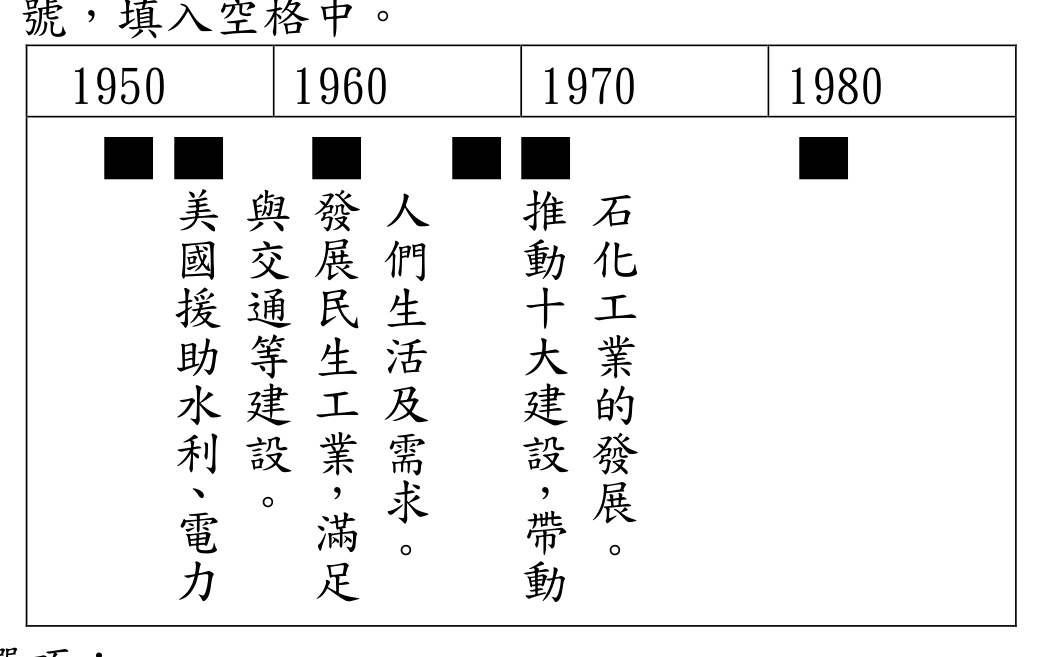 號，填入空格中。
1950
1960
1970
1980
■
■美國援助水利、電力
與交通等建設。
■發展民生工業，滿足
人們生活及需求。
■
■推動十大建設，帶動
石化工業的發展。
■